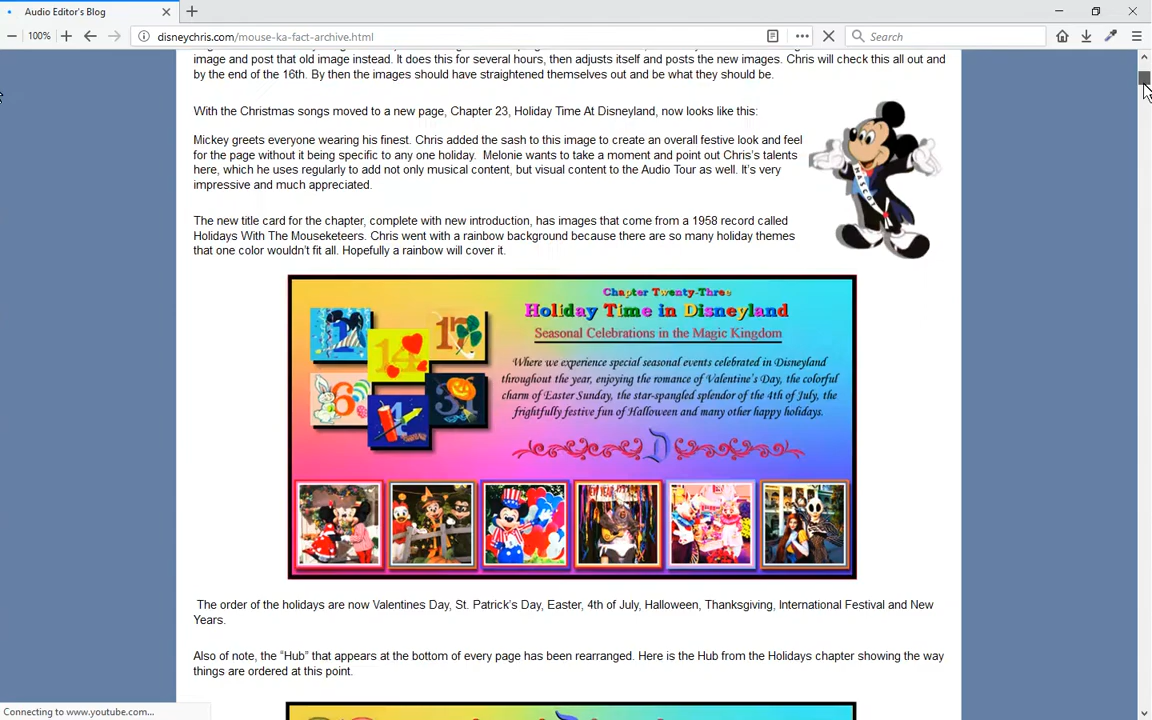 Audio Editor's Blog
100%
disneychris.com/mouse-ka-fact-archive.html
Search
image and post that old image instead. It does this for several hours, then adjusts itself and posts the new images. Chris will check this all out and
by the end of the 16th. By then the images should have straightened themselves out and be what they should be.
With the Christmas songs moved to a new page, Chapter 23, Holiday Time At Disneyland, now looks like this:
Mickey greets everyone wearing his finest. Chris added the sash to this image to create an overall festive look and feel
for the page without it being specific to any one holiday.  Melonie wants to take a moment and point out Chris's talents
here, which he uses regularly to add not only musical content, but visual content to the Audio Tour as well. It's very
impressive and much appreciated.
MASCOT
The new title card for the chapter, complete with new introduction, has images that come from a 1958 record called
Holidays With The Mouseketeers. Chris went with a rainbow background because there are so many holiday themes
that one color wouldn't fit all. Hopefully a rainbow will cover it.
Chapter Twenty-Three
Holiday Time in Disneyland
Seasonal Celebrations in the Magic Kingdom
Where we experience special seasonal events celebrated in Disneyland
throughout the year, enjoying the romance of Valentine's Day, the colorful
charm of Easter Sunday, the star-spangled splendor of the 4th of July, the
frightfully festive fun of Halloween and many other happy holidays.
1
17
14
6
31
4
D
The order of the holidays are now Valentines Day, St. Patrick's Day, Easter, 4th of July, Halloween, Thanksgiving, International Festival and New
Years.
Also of note, the “Hub” that appears at the bottom of every page has been rearranged. Here is the Hub from the Holidays chapter showing the way
things are ordered at this point.
Connecting to www.youtube.com...